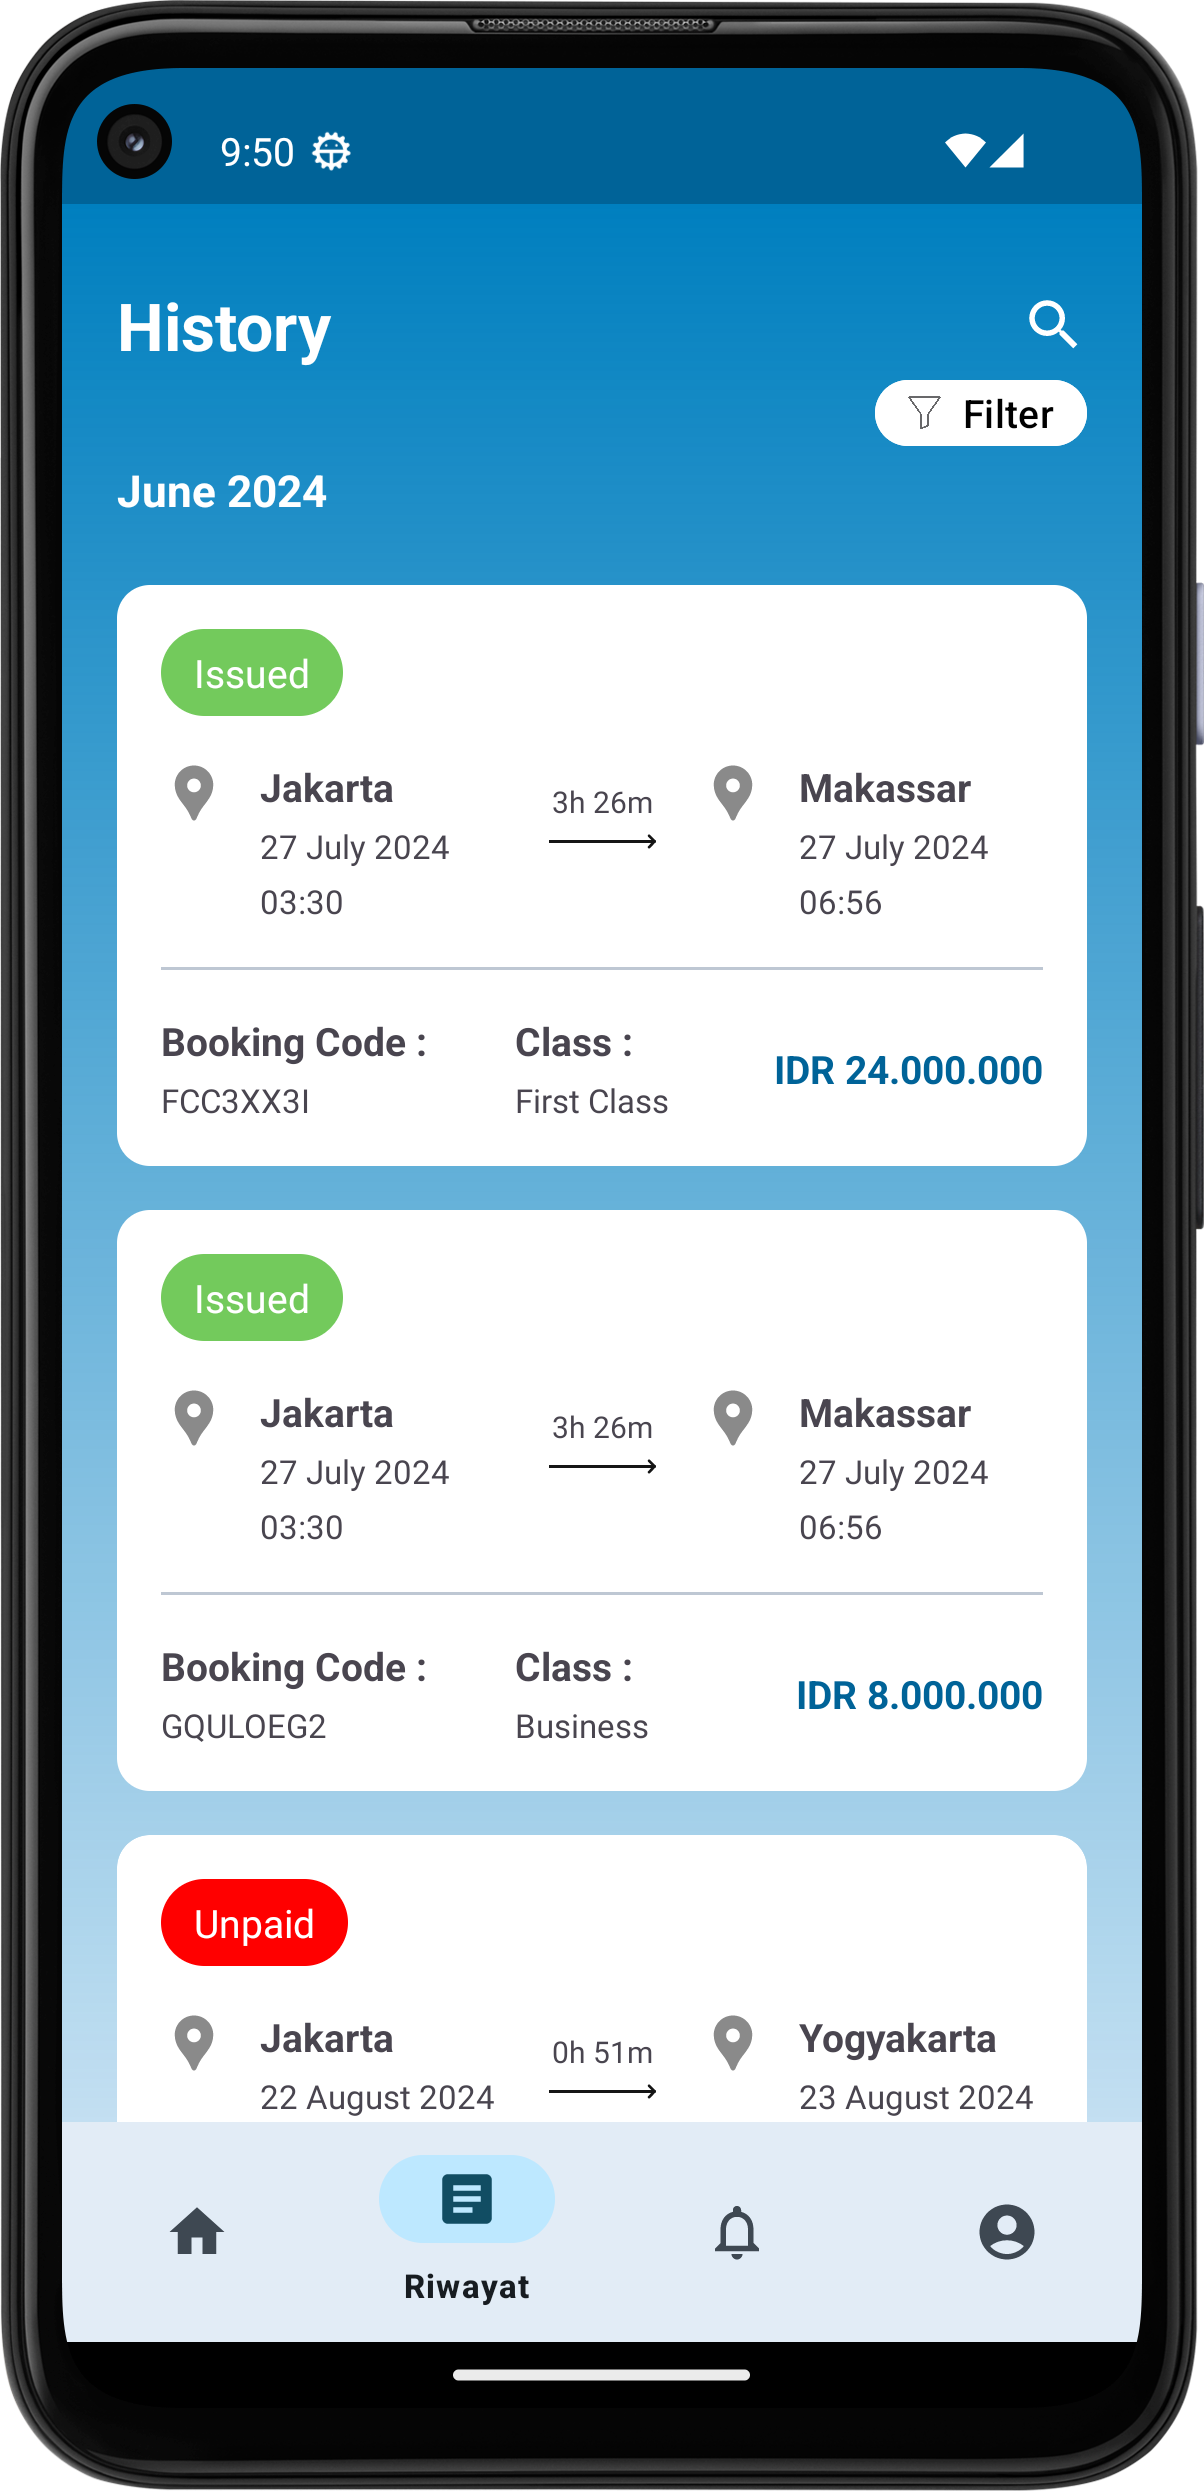 9:50
History
Filter
June 2024
Issued
Jakarta 3h 26m Makassar
27 July 2024 27 July 2024
03:30 06:56
Booking Code : Class : IDR 24.000.000
FCC3XX3I First Class
Issued
Jakarta 3h 26m Makassar
27 July 2024 27 July 2024
03:30 06:56
Booking Code : Class : IDR 8.000.000
GQULOEG2 Business
Unpaid
Jakarta 0h 51m Yogyakarta
22 August 2024 23 August 2024
Riwayat